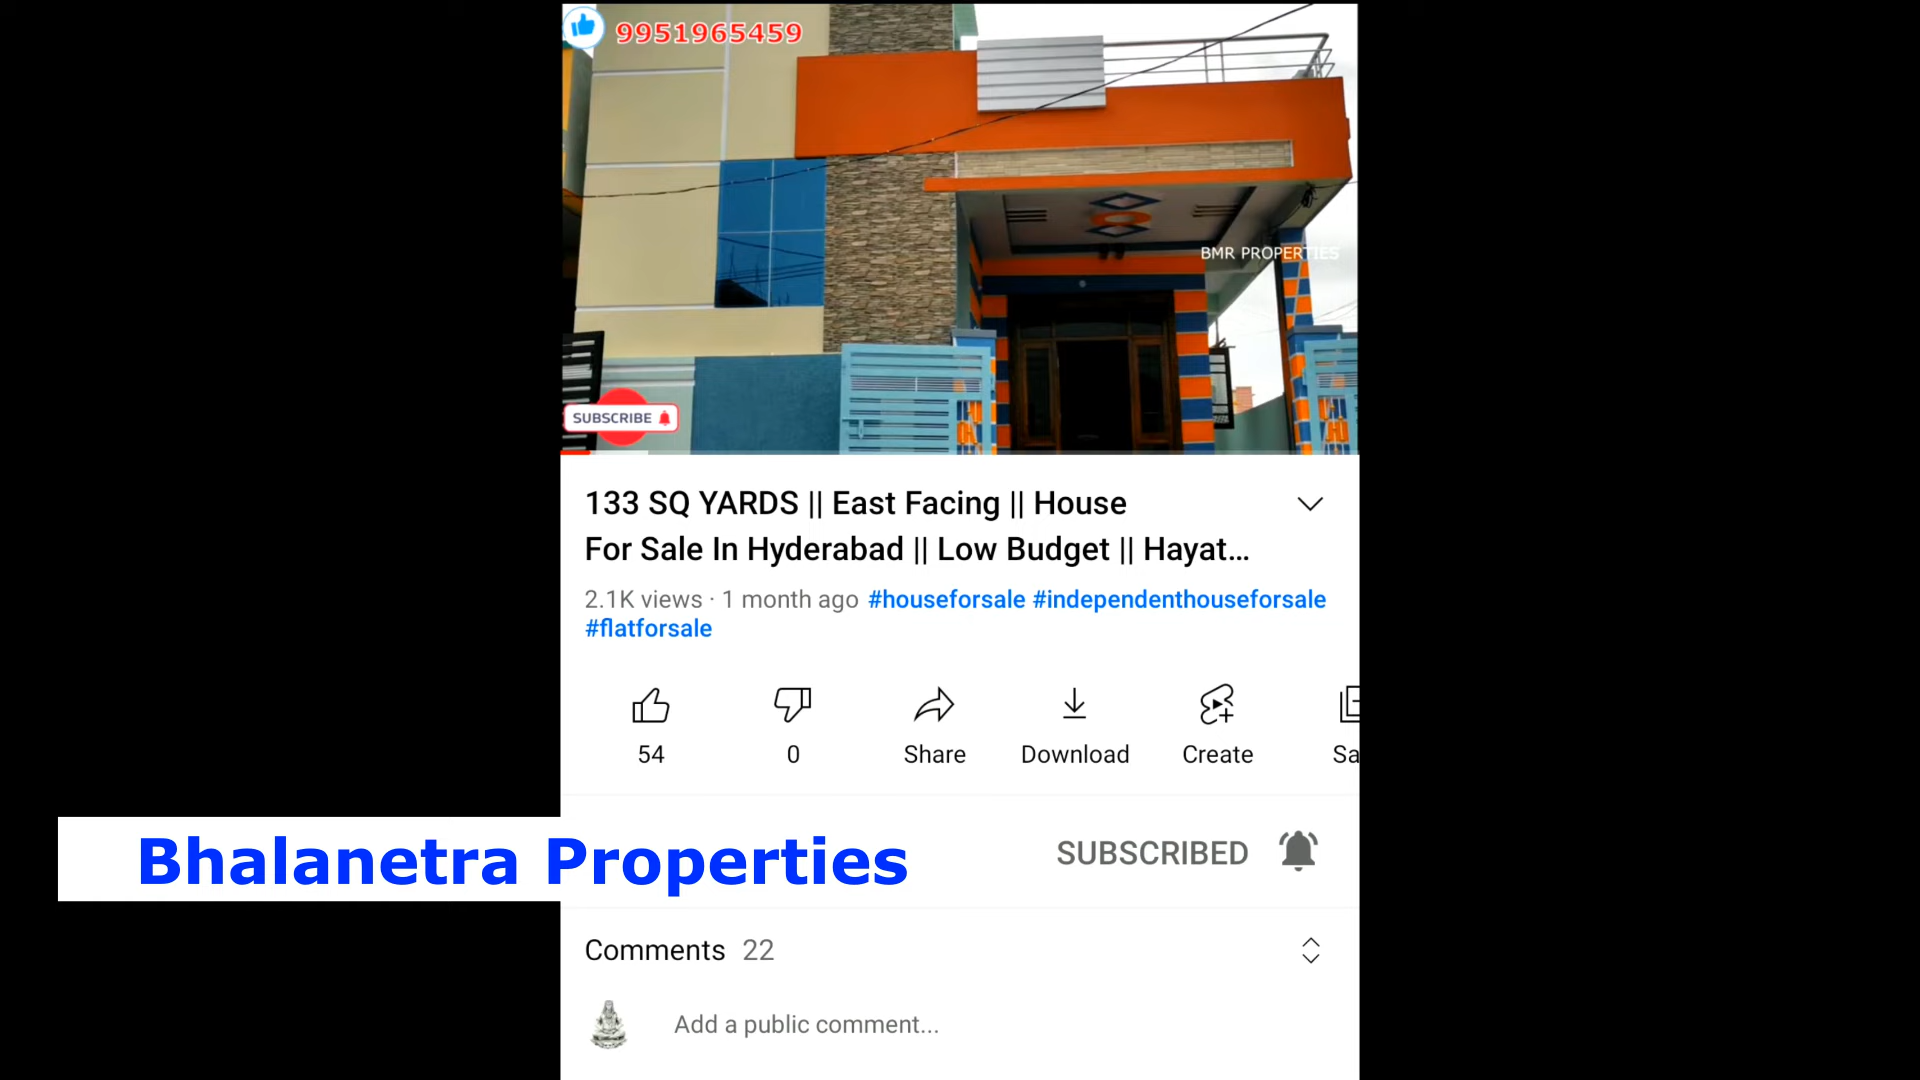 9951965459
BMR PROPERTIES
SUBSCRIBE
133 SQ YARDS || East Facing || House
For Sale In Hyderabad || Low Budget || Hayat...
2.1K views · 1 month ago #houseforsale #independenthouseforsale
#flatforsale
54 0 Share Download Create Sa
Bhalanetra Properties
SUBSCRIBED
Comments 22
Add a public comment...